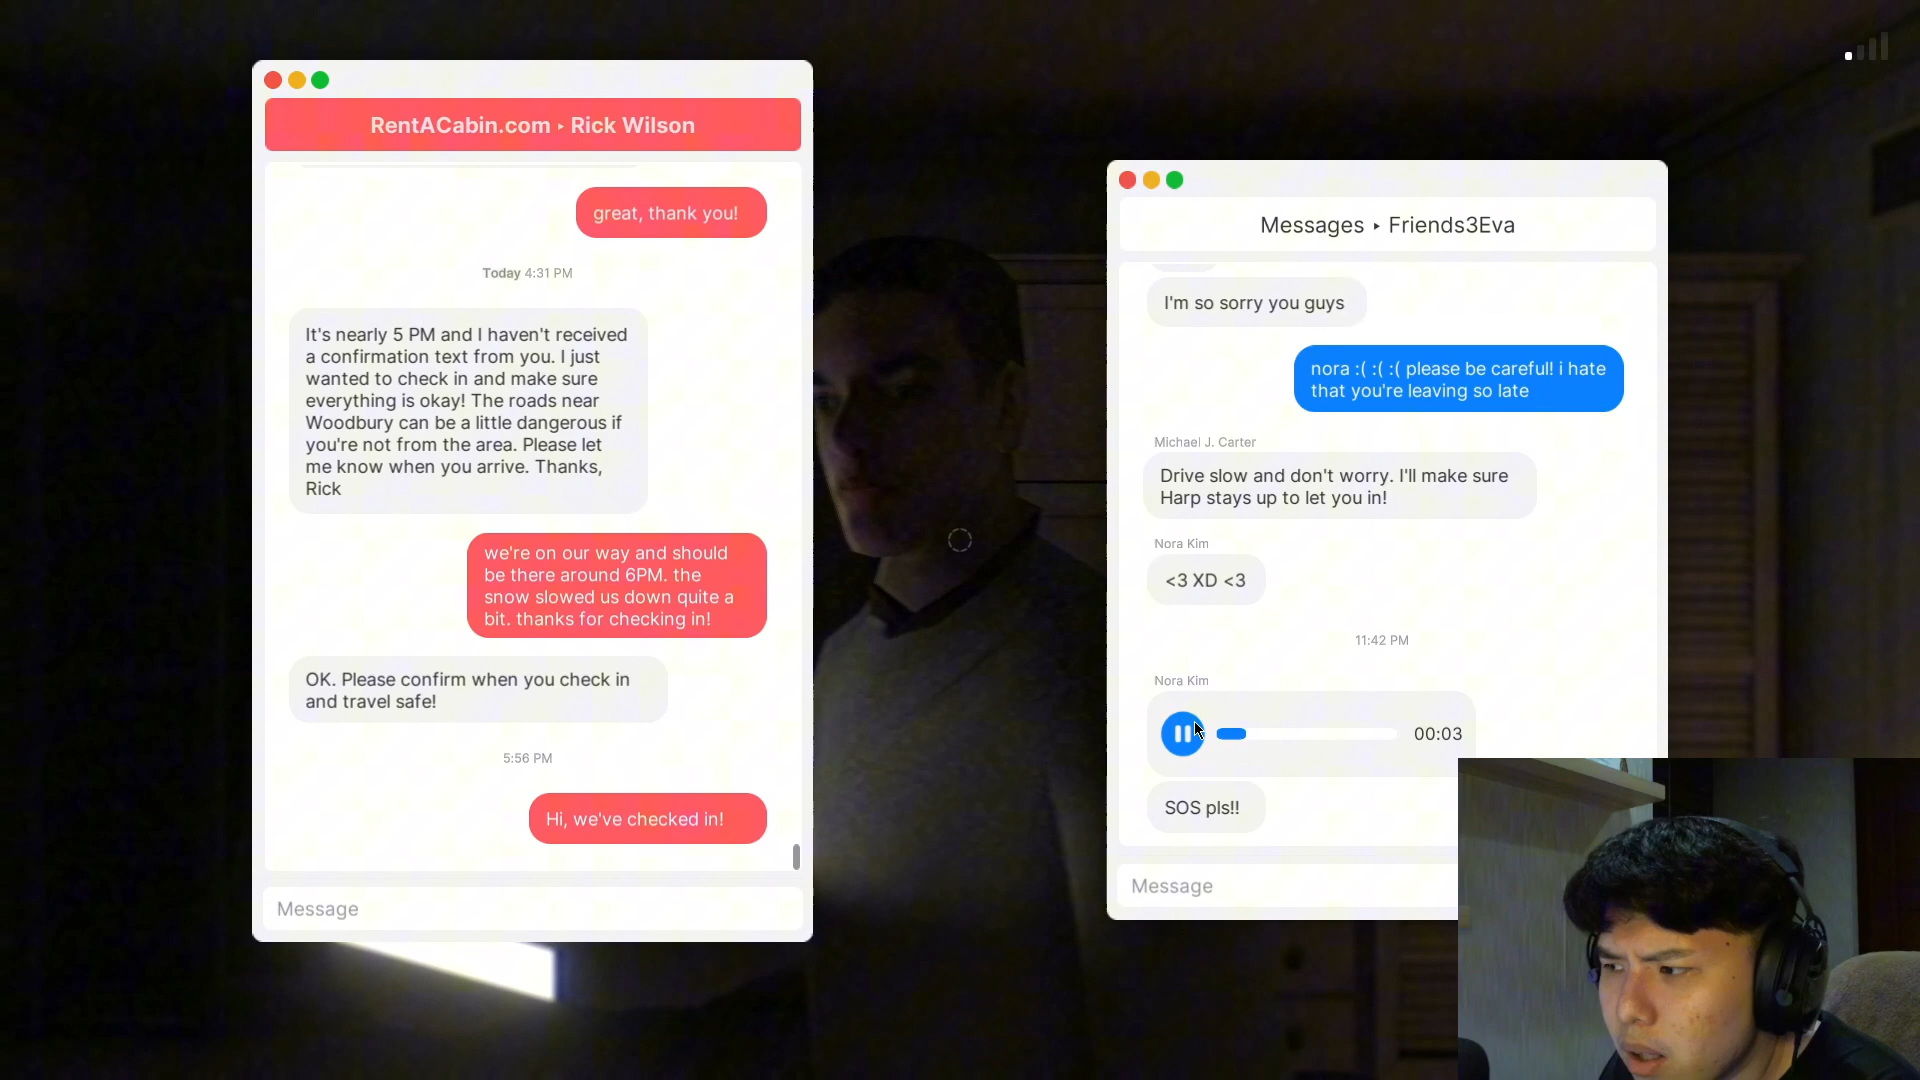 RentACabin.com ▸ Rick Wilson
great, thank you!
Today 4:31 PM
It's nearly 5 PM and I haven't received
a confirmation text from you. I just
wanted to check in and make sure
everything is okay! The roads near
Woodbury can be a little dangerous if
you're not from the area. Please let
me know when you arrive. Thanks,
Rick
we're on our way and should
be there around 6PM. the
snow slowed us down quite a
bit. thanks for checking in!
OK. Please confirm when you check in
and travel safe!
5:56 PM
Hi, we've checked in!
Message
Messages ▸ Friends3Eva
I'm so sorry you guys
nora :( :( :( please be careful! i hate
that you're leaving so late
Michael J. Carter
Drive slow and don't worry. I'll make sure
Harp stays up to let you in!
Nora Kim
<3 XD <3
11:42 PM
Nora Kim
00:03
SOS pls!!
Message